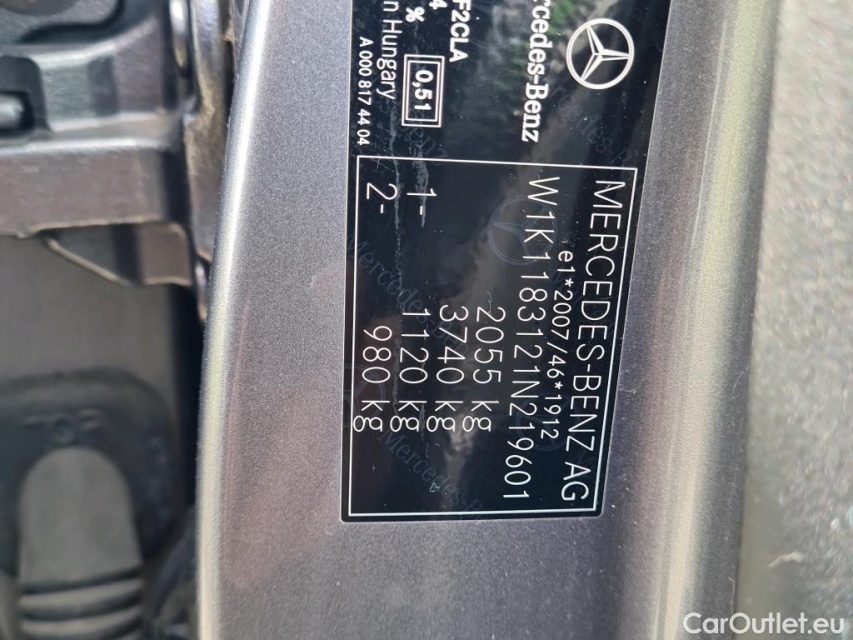 Mercedes-Benz
F2CLA
%
0,51
n Hungary
A 000 817 44 04
MERCEDES-BENZ AG
e1*2007/46*1912
W1K1183121N219601
2055 kg
3740 kg
1- 1120 kg
2- 980 kg
TOP
CarOutlet.eu